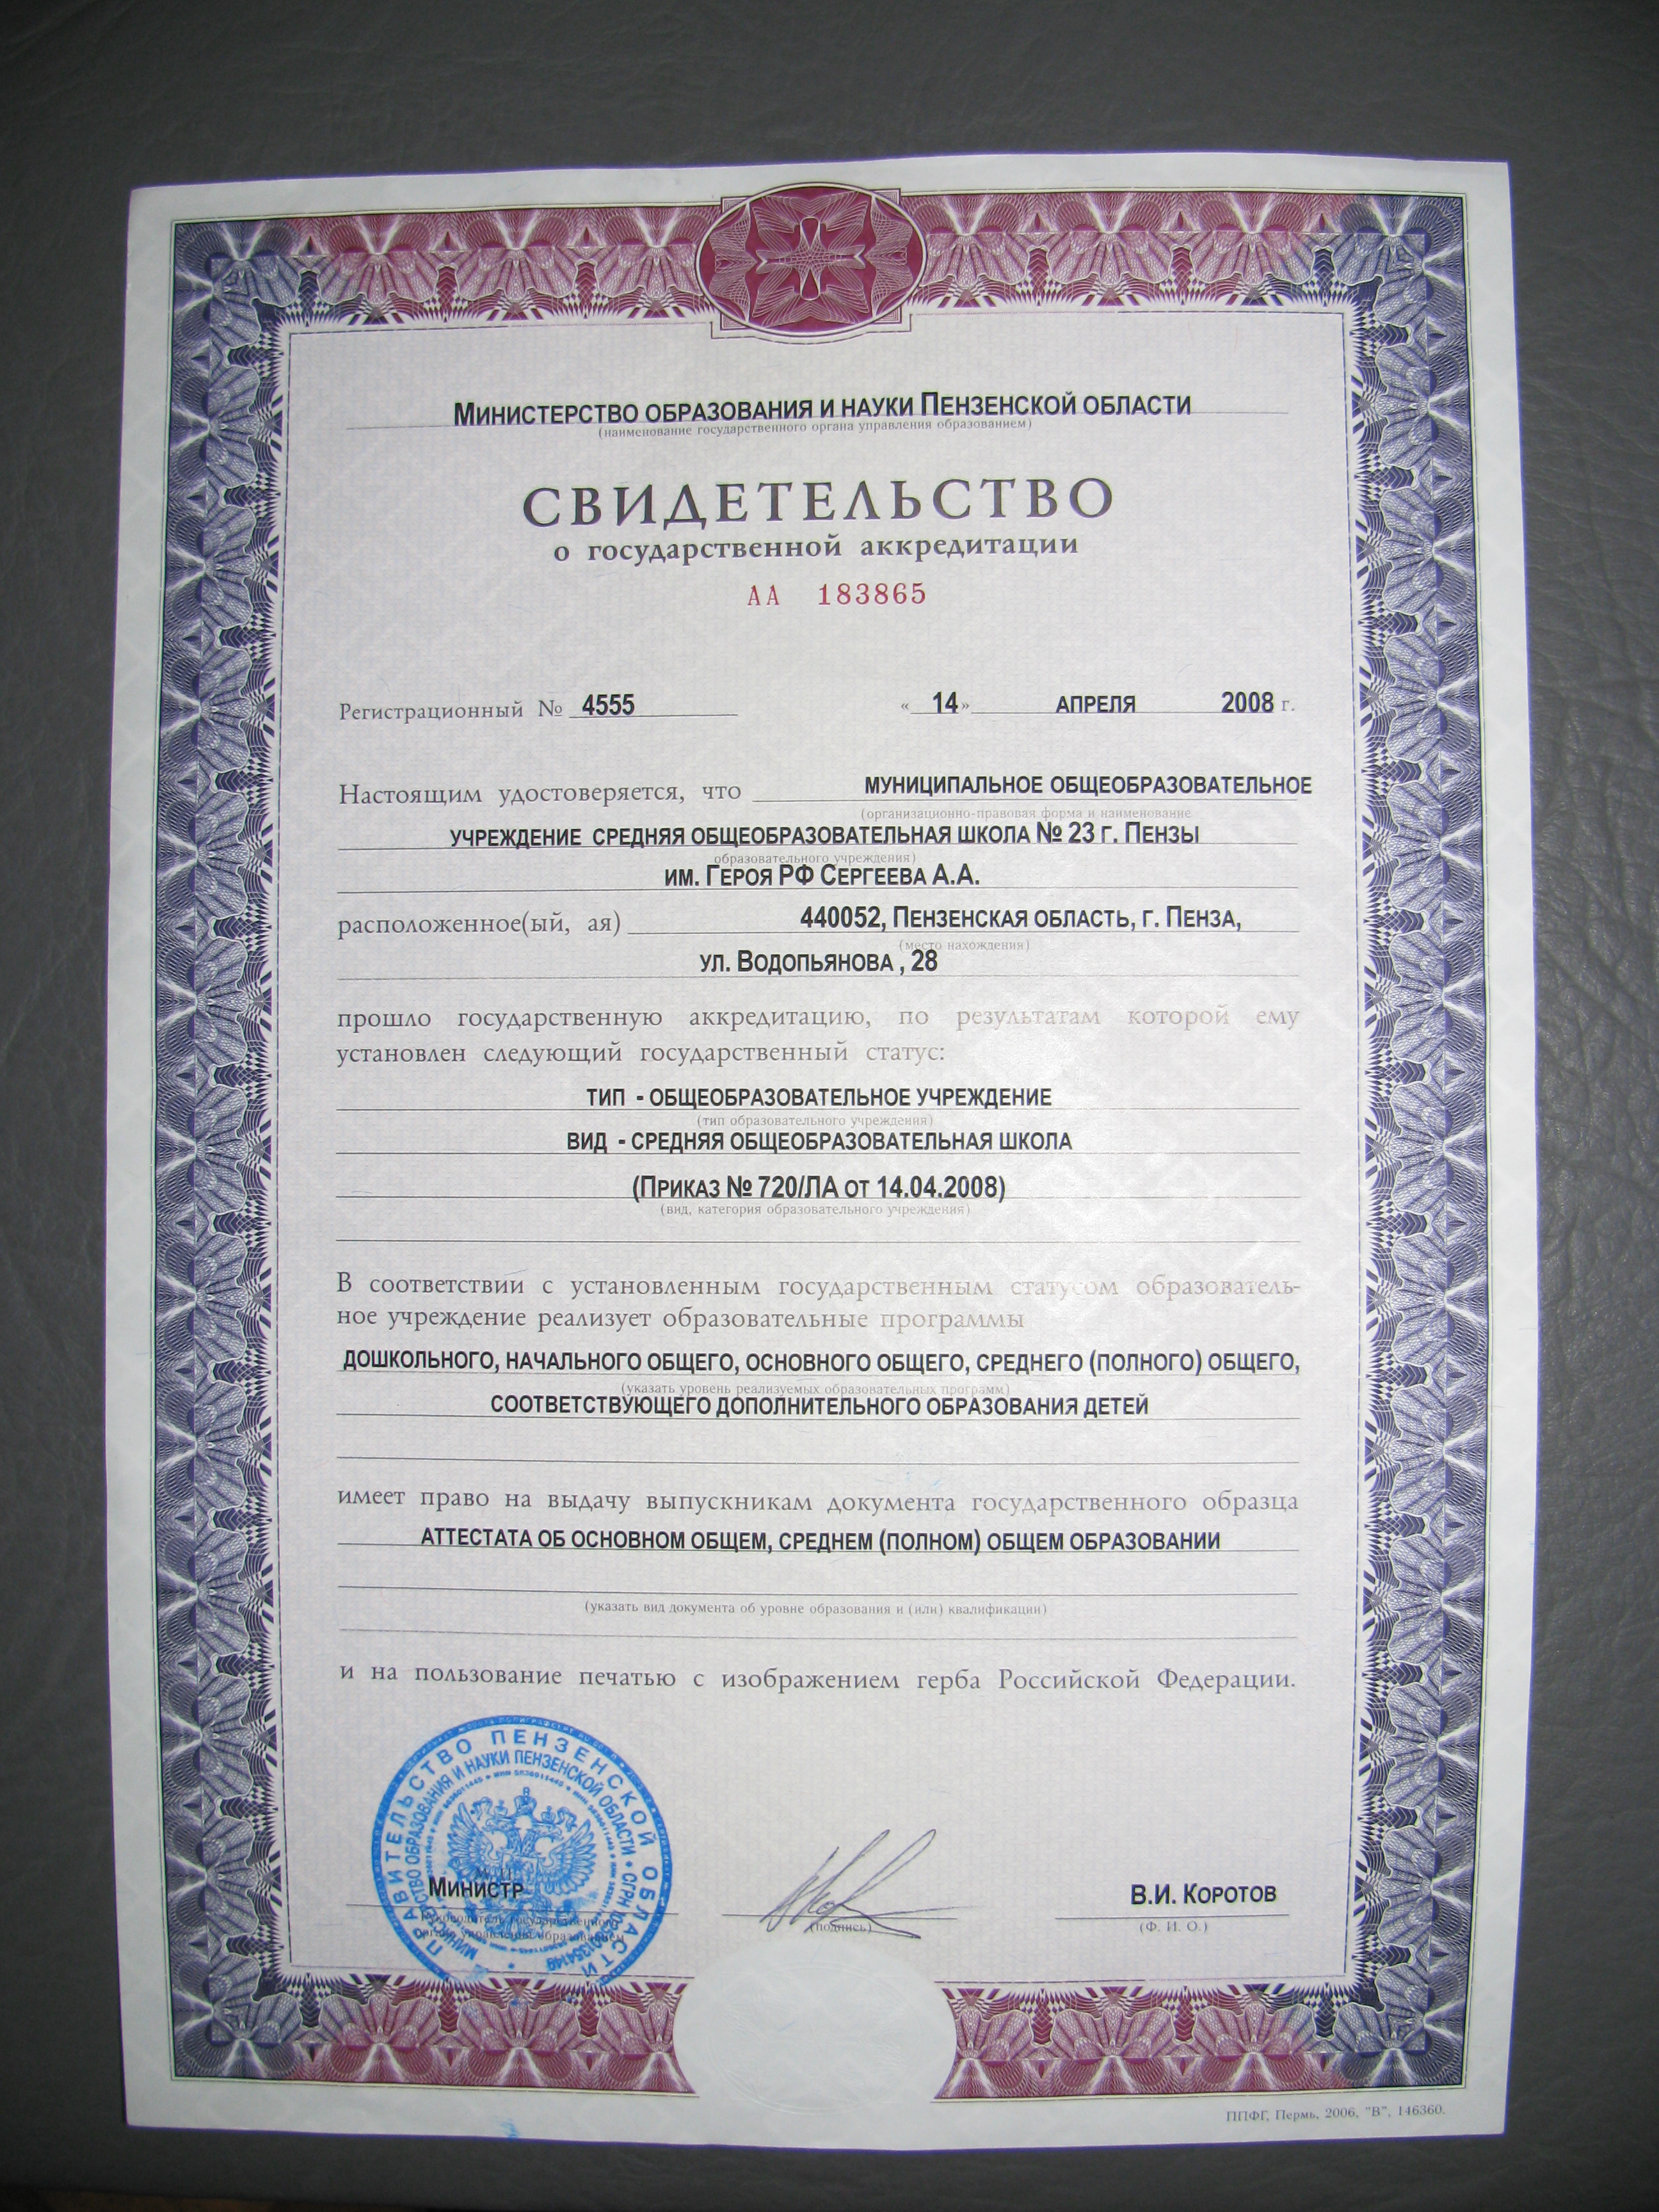 МИНИСТЕРСТВО ОБРАЗОВАНИЯ И НАУКИ ПЕНЗЕНСКОЙ ОБЛАСТИ
(наименование государственного органа управления образованием)
СВИДЕТЕЛЬСТВО
о государственной аккредитации
АА 183865
Регистрационный № 4555 « 14 » АПРЕЛЯ 2008 г.
Настоящим удостоверяется, что МУНИЦИПАЛЬНОЕ ОБЩЕОБРАЗОВАТЕЛЬНОЕ
(организационно-правовая форма и наименование
УЧРЕЖДЕНИЕ СРЕДНЯЯ ОБЩЕОБРАЗОВАТЕЛЬНАЯ ШКОЛА № 23 Г. ПЕНЗЫ
образовательного учреждения)
ИМ. ГЕРОЯ РФ СЕРГЕЕВА А.А.
расположенное(ый, ая) 440052, ПЕНЗЕНСКАЯ ОБЛАСТЬ, Г. ПЕНЗА,
(место нахождения)
УЛ. ВОДОПЬЯНОВА , 28
прошло государственную аккредитацию, по результатам которой ему
установлен следующий государственный статус:
ТИП - ОБЩЕОБРАЗОВАТЕЛЬНОЕ УЧРЕЖДЕНИЕ
(тип образовательного учреждения)
ВИД - СРЕДНЯЯ ОБЩЕОБРАЗОВАТЕЛЬНАЯ ШКОЛА
(ПРИКАЗ № 720/ЛА ОТ 14.04.2008)
(вид, категория образовательного учреждения)
В соответствии с установленным государственным статусом образователь-
ное учреждение реализует образовательные программы
ДОШКОЛЬНОГО, НАЧАЛЬНОГО ОБЩЕГО, ОСНОВНОГО ОБЩЕГО, СРЕДНЕГО (ПОЛНОГО) ОБЩЕГО,
(указать уровень реализуемых образовательных программ)
СООТВЕТСТВУЮЩЕГО ДОПОЛНИТЕЛЬНОГО ОБРАЗОВАНИЯ ДЕТЕЙ
имеет право на выдачу выпускникам документа государственного образца
АТТЕСТАТА ОБ ОСНОВНОМ ОБЩЕМ, СРЕДНЕМ (ПОЛНОМ) ОБЩЕМ ОБРАЗОВАНИИ
(указать вид документа об уровне образования и (или) квалификации)
и на пользование печатью с изображением герба Российской Федерации.
ПРАВИТЕЛЬСТВО ПЕНЗЕНСКОЙ ОБЛАСТИ
МИНИСТЕРСТВО ОБРАЗОВАНИЯ И НАУКИ ПЕНЗЕНСКОЙ ОБЛАСТИ
МИНИСТР
Руководитель государственного
органа управления образованием
(подпись)
В.И. КОРОТОВ
(Ф. И. О.)
ППФГ, Пермь, 2006, "В", 146360.